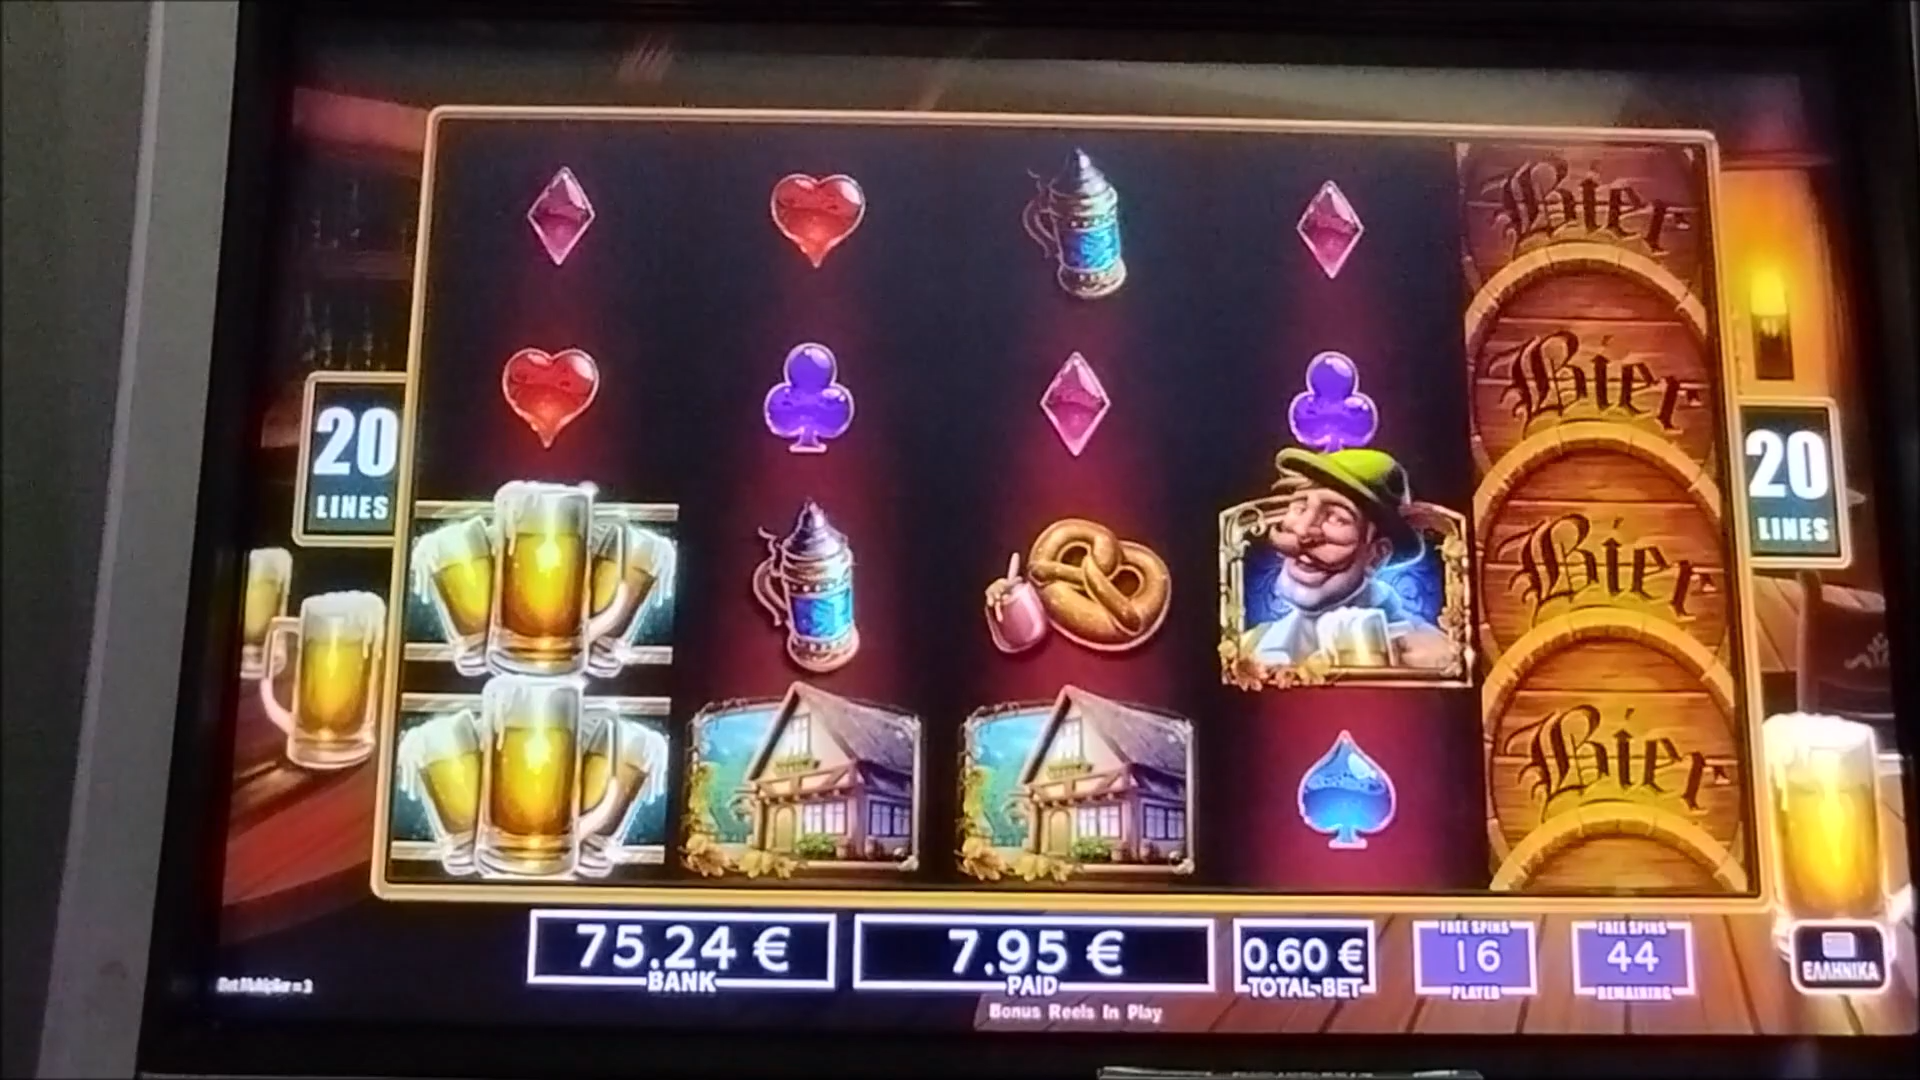 Bier
Bier
Bier
Bier
20
LINES
20
LINES
75.24 €
BANK
7.95 €
PAID
0.60 €
TOTAL BET
FREE SPINS
16
PLAYED
FREE SPINS
44
REMAINING
ΕΛΛΗΝΙΚΑ
Bet Multiplier = 3
Bonus Reels In Play